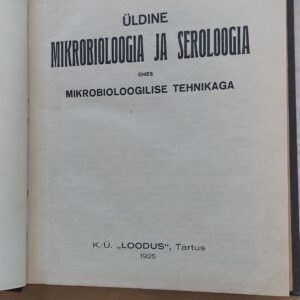 ÜLDINE
MIKROBIOLOOGIA JA SEROLOOGIA
ÜHES
MIKROBIOLOOGILISE TEHNIKAGA
K.-Ü. „LOODUS", Tartus
1925